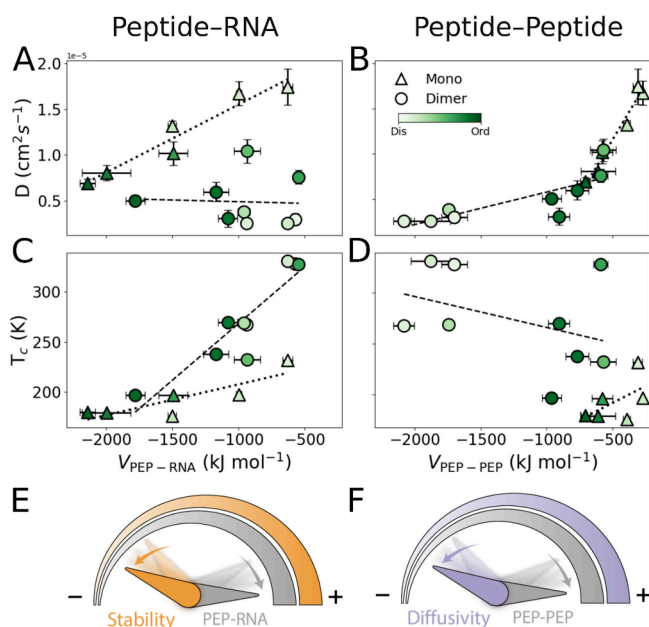 Peptide–RNA Peptide–Peptide
A B
1e−5
2.0
1.5
1.0
0.5
D (cm²s⁻¹)
Mono
Dimer
Dis Ord
C D
300
250
200
T_c (K)
−2000 −1500 −1000 −500
−2000 −1500 −1000 −500
V_PEP−RNA (kJ mol⁻¹) V_PEP−PEP (kJ mol⁻¹)
E F
− + − +
Stability PEP-RNA Diffusivity PEP-PEP